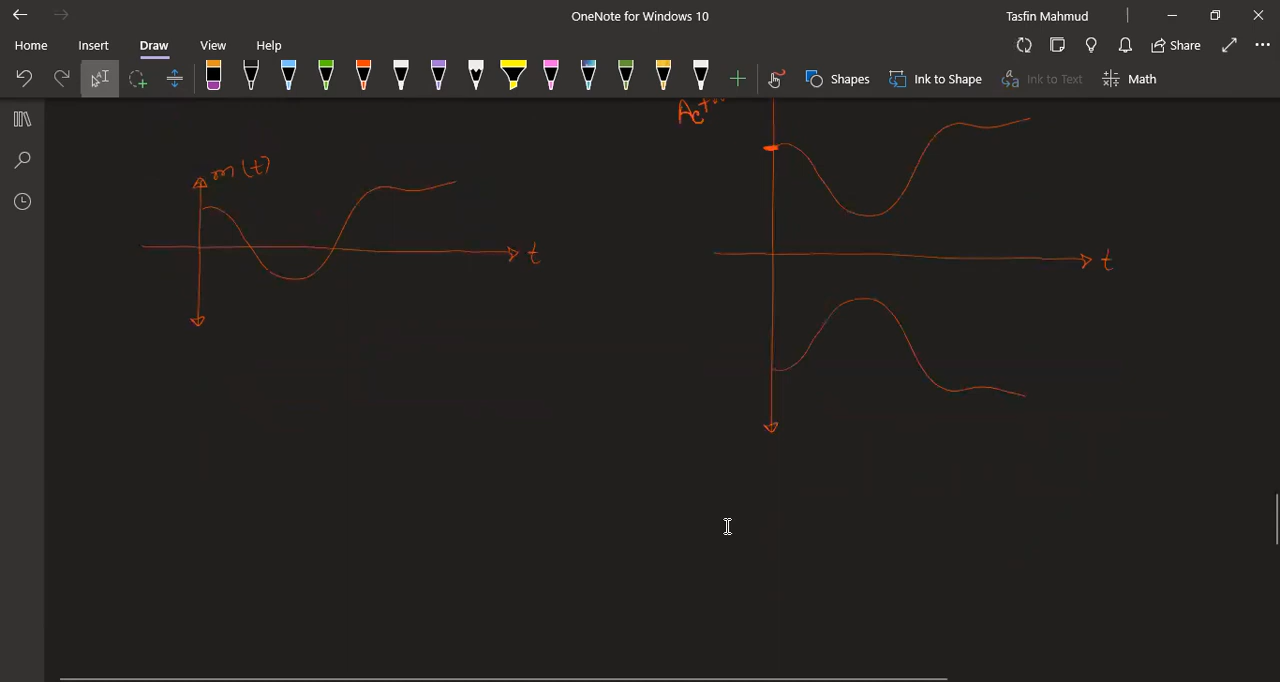 OneNote for Windows 10
Tasfin Mahmud
Home Insert Draw View Help
Share
Shapes
Ink to Shape
Ink to Text
Math
m(t)
t
t